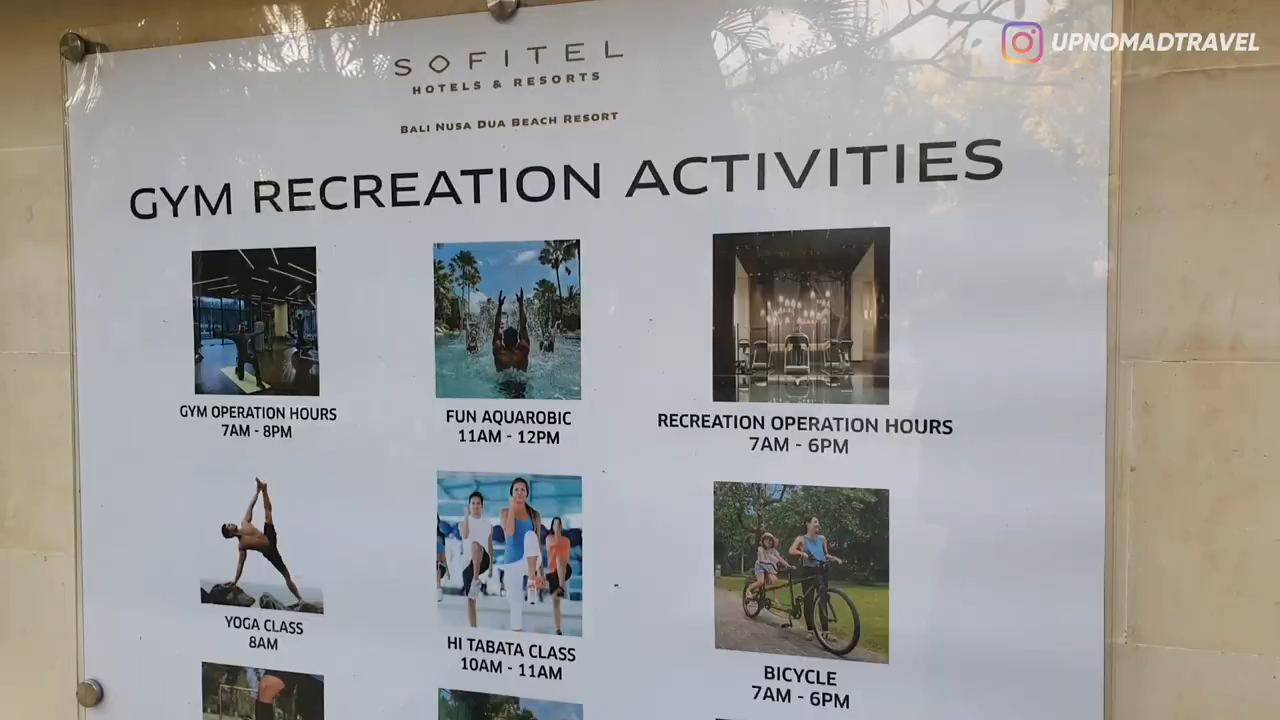 UPNOMADTRAVEL
SOFITEL
HOTELS & RESORTS
BALI NUSA DUA BEACH RESORT
GYM RECREATION ACTIVITIES
GYM OPERATION HOURS
7AM - 8PM
FUN AQUAROBIC
11AM - 12PM
RECREATION OPERATION HOURS
7AM - 6PM
YOGA CLASS
8AM
HI TABATA CLASS
10AM - 11AM
BICYCLE
7AM - 6PM